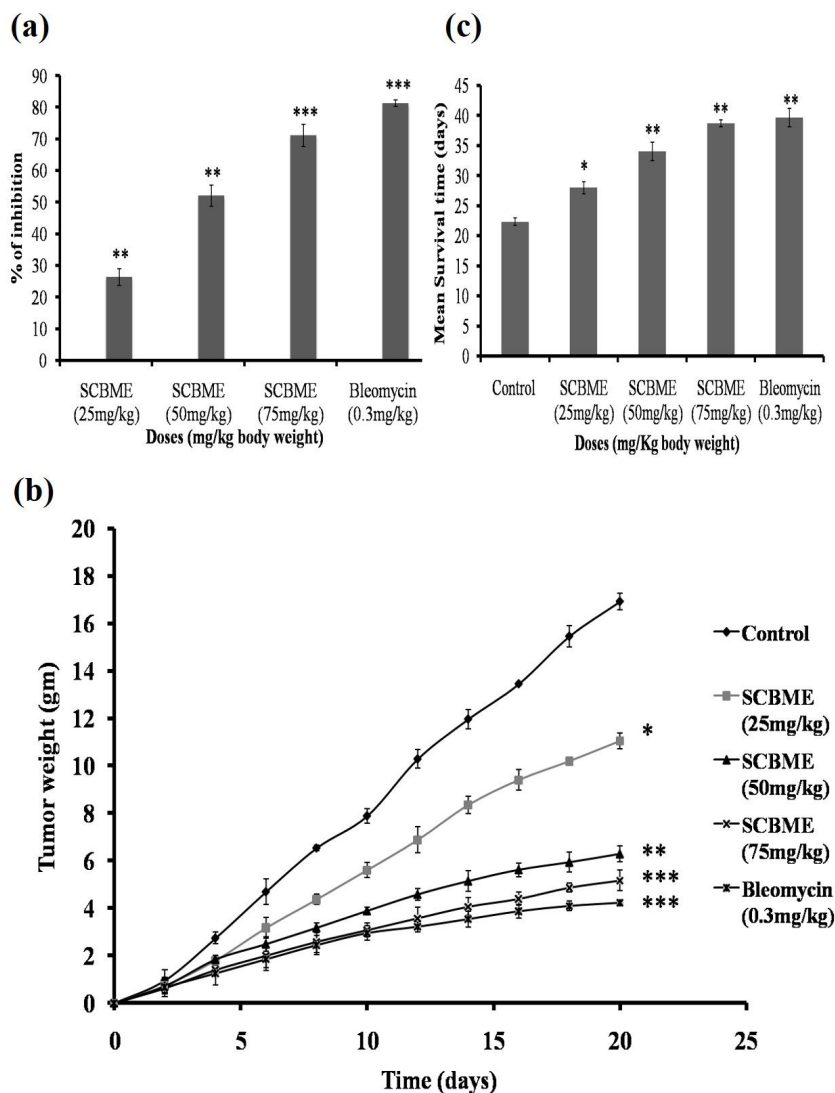 (a)
% of inhibition
90
80
70
60
50
40
30
20
10
0
**
**
***
***
SCBME
(25mg/kg)
SCBME
(50mg/kg)
SCBME
(75mg/kg)
Bleomycin
(0.3mg/kg)
Doses (mg/kg body weight)
(c)
Mean Survival time (days)
45
40
35
30
25
20
15
10
5
0
*
**
**
**
Control
SCBME
(25mg/kg)
SCBME
(50mg/kg)
SCBME
(75mg/kg)
Bleomycin
(0.3mg/kg)
Doses (mg/Kg body weight)
(b)
Tumor weight (gm)
20
18
16
14
12
10
8
6
4
2
0
0
5
10
15
20
25
Time (days)
*
**
***
***
Control
SCBME
(25mg/kg)
SCBME
(50mg/kg)
SCBME
(75mg/kg)
Bleomycin
(0.3mg/kg)